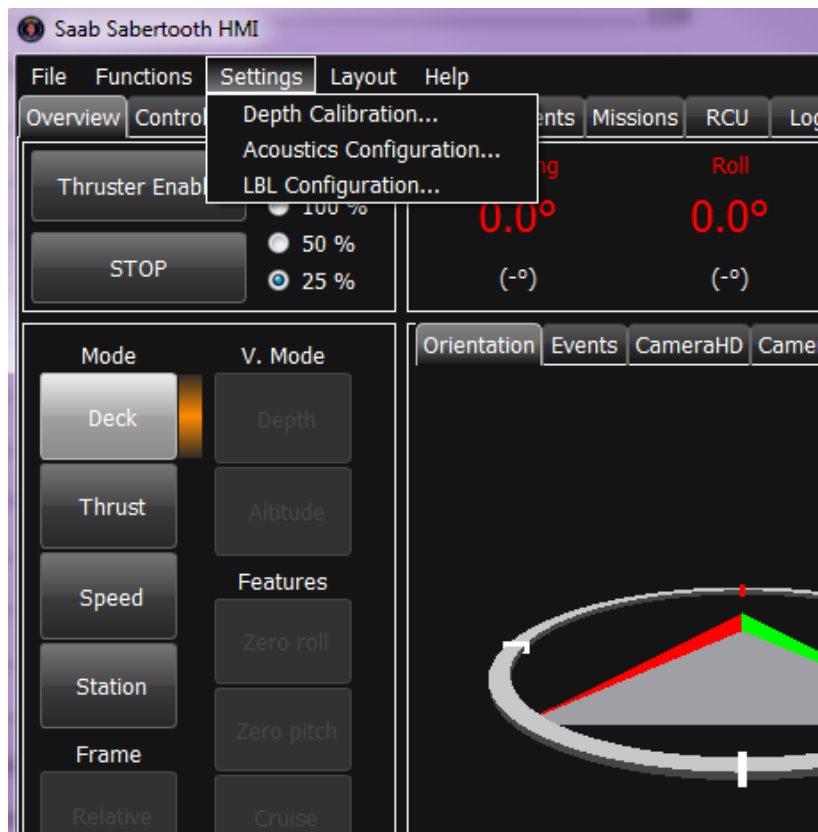 Saab Sabertooth HMI
File Functions Settings Layout Help
Depth Calibration...
Acoustics Configuration...
LBL Configuration...
Overview Missions RCU
Roll
100 %
50 %
25 %
STOP
0.0° 0.0°
(-°) (-°)
Mode V. Mode
Deck Depth
Thrust Altitude
Speed
Station
Features
Zero roll
Zero pitch
Cruise
Frame
Relative
Orientation Events CameraHD
Thruster